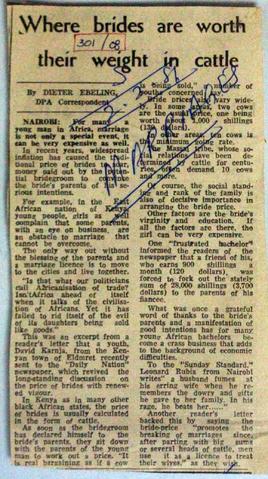 Where brides are worth
their weight in cattle
301/08
By DIETER EBELING,
DPA Correspondent
NAIROBI: For many a
young man in Africa, marriage
is not only a special event, it
can be very expensive as well.
In recent years, widespread
inflation has caused the tradi-
tional price of brides to be the
money paid out by the poten-
tial bridegroom to convince
the bride's parents of his ser-
ious intentions.
For example, in the East
African nation of Kenya,
young people, girls and boys
complain that some parents
with an eye on business, are
an obstacle to marriage that
cannot be overcome.
The only way out without
the blessing of the parents and
a marriage licence is to move
to the cities and live together.
"Is that what our politicians
call Africanisation of trade?
Isn't Africa ahead of itself
when it talks of the civilisa-
tion of Africans. Yet it has
failed to rid itself of the evil
of its daughters being sold
like goods."
This was an excerpt from a
reader's letter that a youth,
David Karnja, from the Ken-
yan town of Eldoret recently
sent to the "Daily Nation"
newspaper, which revived the
long-standing discussion on
the price of brides with renew-
ed vigour.
In Kenya as in many other
black African states, the price
of brides is usually calculated
in the form of cattle.
As soon as the bridegroom
has declared himself to the
bride's parents, they sit down
with the parents of the young
man to work out a price. "It
is real bargaining as if a cow
is being sold," a number of
youths concerned say.
Bride prices vary wide-
ly. In some areas, two cows
are the price, one being
worth about 9,000 shillings
dollars).
other areas, six cows is
the minimum going rate.
The Masai whose so-
cial relations have been de-
by cattle for centu-
ries, often demand 10 cows
and more.
Of course, the social stand-
ing and rank of the family is
also of decisive importance in
arranging the bride price.
Other factors are the bride's
virginity and education. If
all the factors are there, the
girl can be very expensive.
One "frustrated bachelor"
informed the readers of the
newspaper that a friend of his,
who earns 900 shillings a
month (120 dollars) was
forced to fork out the stately
sum of 28,000 shillings (3,700
dollars) to the parents of his
fiancee.
What was once a grateful
word of thanks to the bride's
parents and a manifestation of
good intentions has for many
young African bachelors be-
come a crass business that adds
to the background of economic
difficulties.
To the "Sunday Standard,"
Leonard Rubis from Nairobi
writes "a husband fumes at
his erring wife when he re-
members the dowry and gifts
he gave to her family. In his
rage, he beats her......
Another reader's letter
backed this by saying the
bride-price "promotes the
breaking of marriages since,
after parting with big sums
or several heads of cattle, men
use it as a licence to treat
their wives," as they wish.